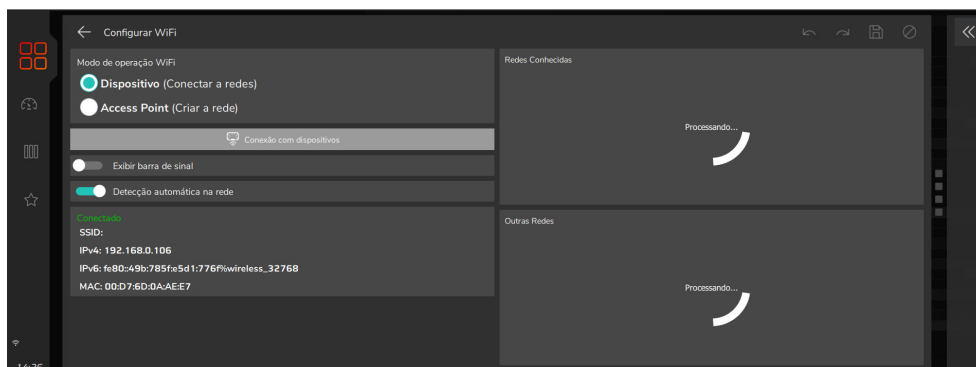 Configurar WiFi
Modo de operação WiFi
Dispositivo (Conectar a redes)
Access Point (Criar a rede)
Conexão com dispositivos
Exibir barra de sinal
Detecção automática na rede
Conectado
SSID:
IPv4: 192.168.0.106
IPv6: fe80::49b:785f:e5d1:776f%wireless_32768
MAC: 00:D7:6D:0A:AE:E7
Redes Conhecidas
Processando...
Outras Redes
Processando...